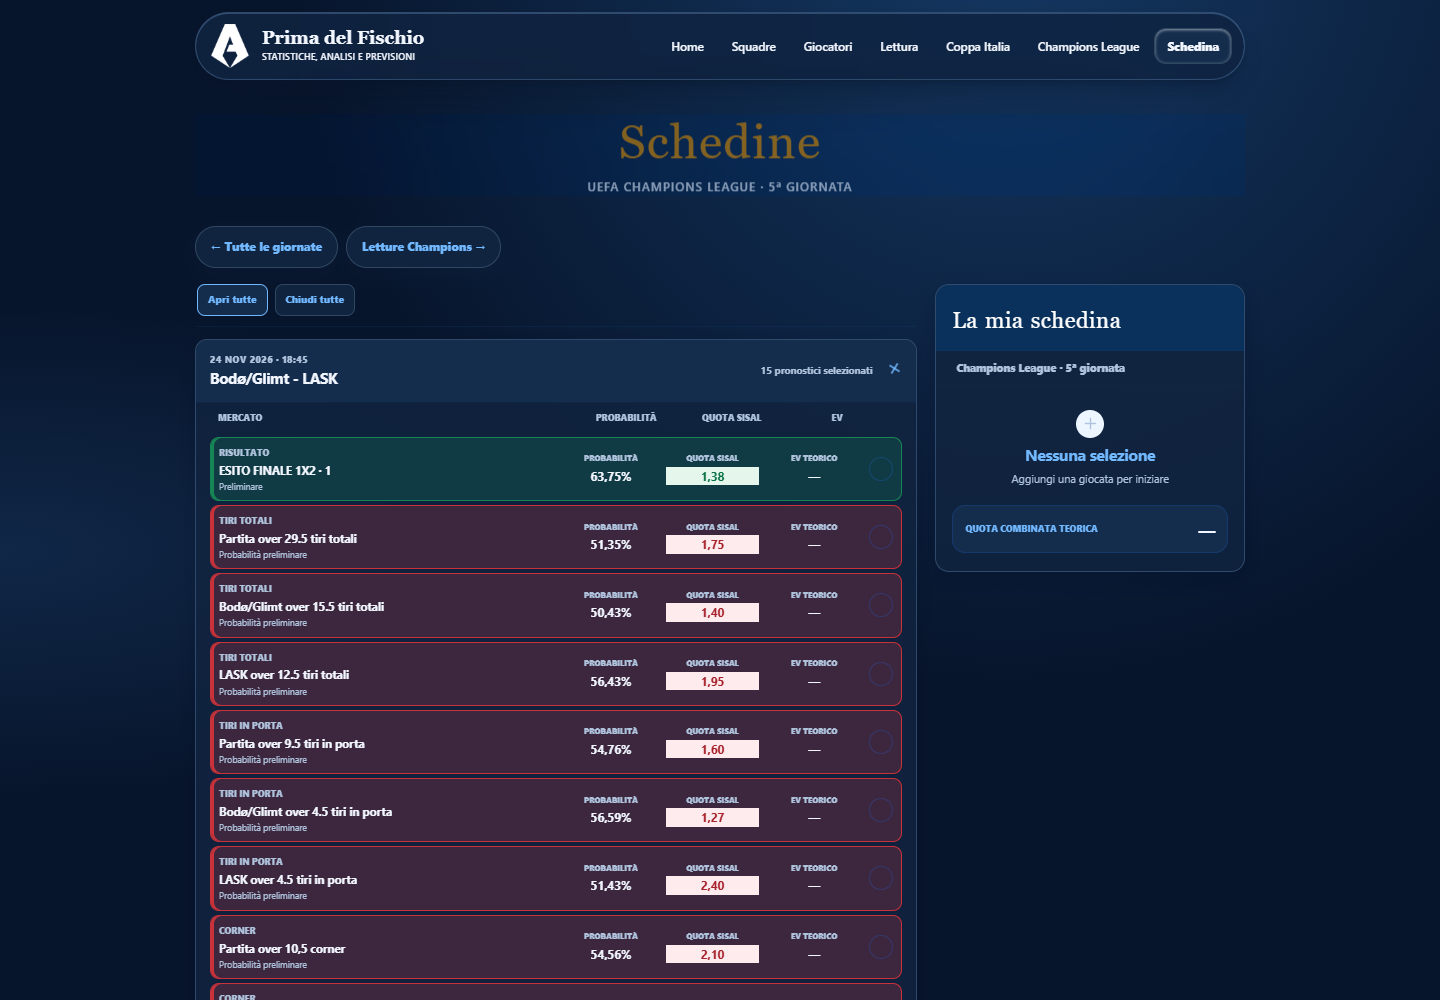 Prima del Fischio
STATISTICHE, ANALISI E PREVISIONI
Home
Squadre
Giocatori
Lettura
Coppa Italia
Champions League
Schedina
Schedine
UEFA CHAMPIONS LEAGUE · 5ª GIORNATA
← Tutte le giornate
Letture Champions →
Apri tutte
Chiudi tutte
24 NOV 2026 · 18:45
Bodø/Glimt - LASK
15 pronostici selezionati
MERCATO
PROBABILITÀ
QUOTA SISAL
EV
RISULTATO
ESITO FINALE 1X2 · 1
Preliminare
PROBABILITÀ
63,75%
QUOTA SISAL
1,38
EV TEORICO
—
TIRI TOTALI
Partita over 29.5 tiri totali
Probabilità preliminare
PROBABILITÀ
51,35%
QUOTA SISAL
1,75
EV TEORICO
—
TIRI TOTALI
Bodø/Glimt over 15.5 tiri totali
Probabilità preliminare
PROBABILITÀ
50,43%
QUOTA SISAL
1,40
EV TEORICO
—
TIRI TOTALI
LASK over 12.5 tiri totali
Probabilità preliminare
PROBABILITÀ
56,43%
QUOTA SISAL
1,95
EV TEORICO
—
TIRI IN PORTA
Partita over 9.5 tiri in porta
Probabilità preliminare
PROBABILITÀ
54,76%
QUOTA SISAL
1,60
EV TEORICO
—
TIRI IN PORTA
Bodø/Glimt over 4.5 tiri in porta
Probabilità preliminare
PROBABILITÀ
56,59%
QUOTA SISAL
1,27
EV TEORICO
—
TIRI IN PORTA
LASK over 4.5 tiri in porta
Probabilità preliminare
PROBABILITÀ
51,43%
QUOTA SISAL
2,40
EV TEORICO
—
CORNER
Partita over 10,5 corner
Probabilità preliminare
PROBABILITÀ
54,56%
QUOTA SISAL
2,10
EV TEORICO
—
CORNER
La mia schedina
Champions League · 5ª giornata
+
Nessuna selezione
Aggiungi una giocata per iniziare
QUOTA COMBINATA TEORICA
—